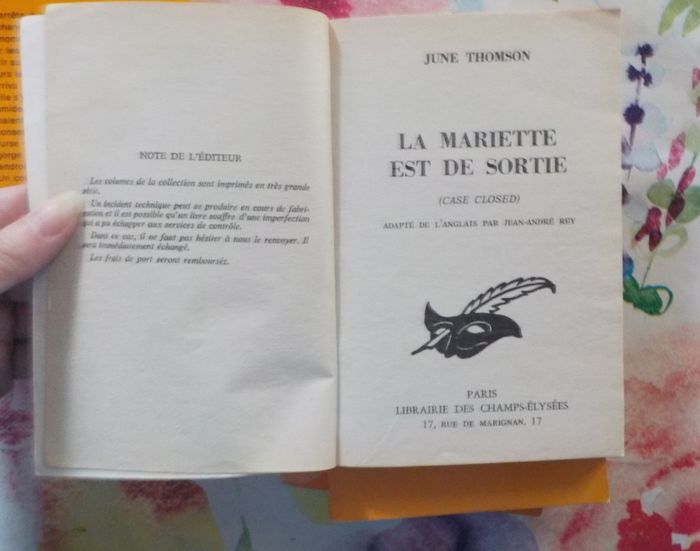 NOTE DE L'ÉDITEUR
Les volumes de la collection sont imprimés en très grande
série.
Un incident technique peut se produire en cours de fabri-
cation et il est possible qu'un livre souffre d'une imperfection
qui a pu échapper aux services de contrôle.
Dans ce cas, il ne faut pas hésiter à nous le renvoyer. Il
sera immédiatement échangé.
Les frais de port seront remboursés.
JUNE THOMSON
LA MARIETTE
EST DE SORTIE
(CASE CLOSED)
ADAPTÉ DE L'ANGLAIS PAR JEAN-ANDRÉ REY
PARIS
LIBRAIRIE DES CHAMPS-ÉLYSÉES
17, RUE DE MARIGNAN, 17